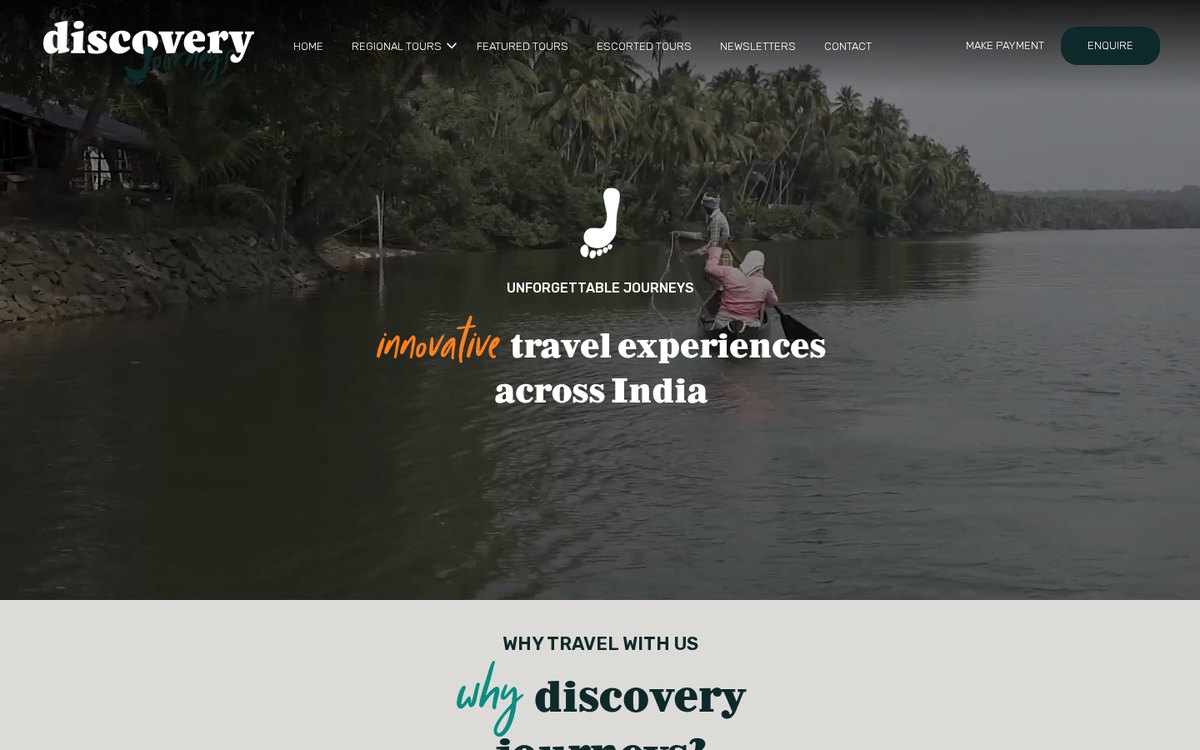 discovery
Journeys
HOME
REGIONAL TOURS
FEATURED TOURS
ESCORTED TOURS
NEWSLETTERS
CONTACT
MAKE PAYMENT
ENQUIRE
UNFORGETTABLE JOURNEYS
innovative travel experiences
across India
WHY TRAVEL WITH US
why discovery
journeys?